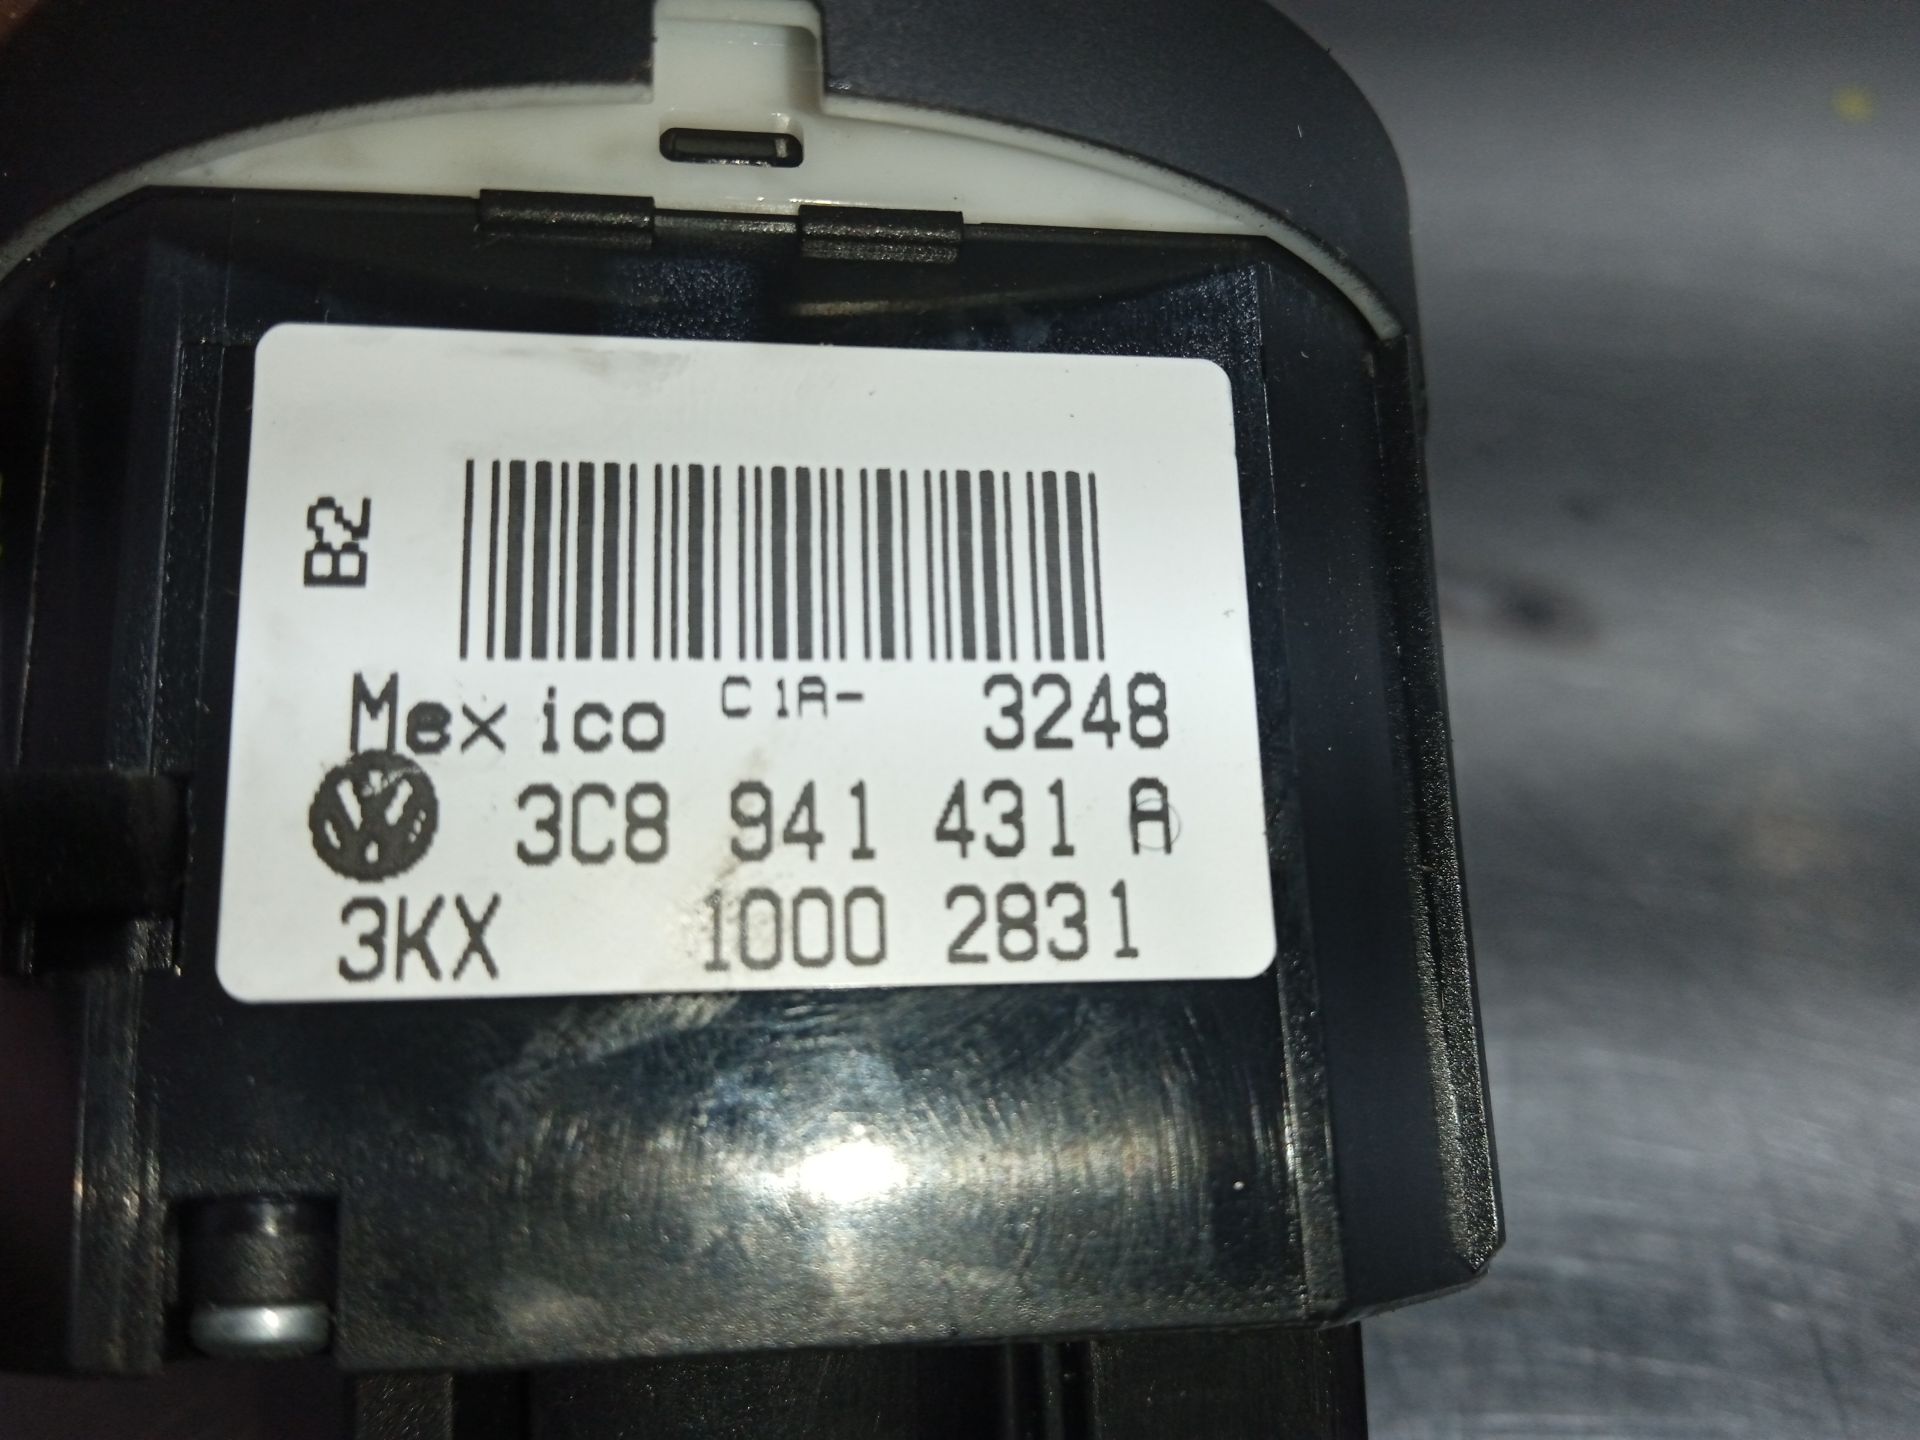 B2
Mexico C1A- 3248
3C8 941 431 A
3KX 1000 2831